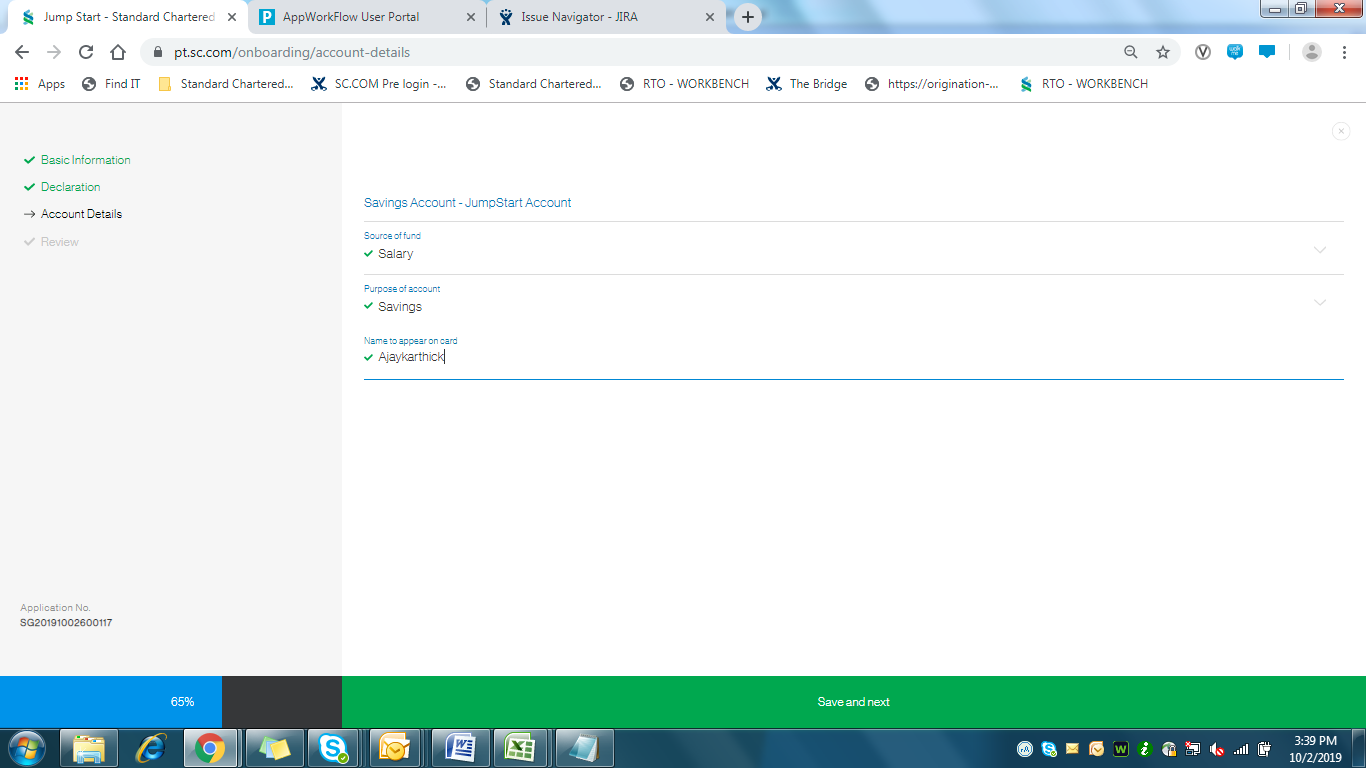 Jump Start - Standard Chartered
AppWorkFlow User Portal
Issue Navigator - JIRA
pt.sc.com/onboarding/account-details
Apps
Find IT
Standard Chartered...
SC.COM Pre login -...
Standard Chartered...
RTO - WORKBENCH
The Bridge
https://origination-...
RTO - WORKBENCH
Basic Information
Declaration
Account Details
Review
Savings Account - JumpStart Account
Source of fund
Salary
Purpose of account
Savings
Name to appear on card
Ajaykarthick
Application No.
SG20191002600117
65%
Save and next
3:39 PM
10/2/2019